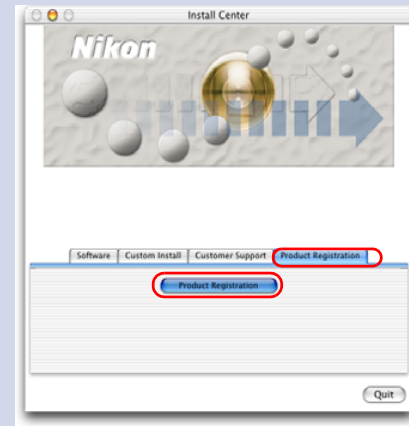 Install Center
Nikon
Software Custom Install Customer Support Product Registration
Product Registration
Quit